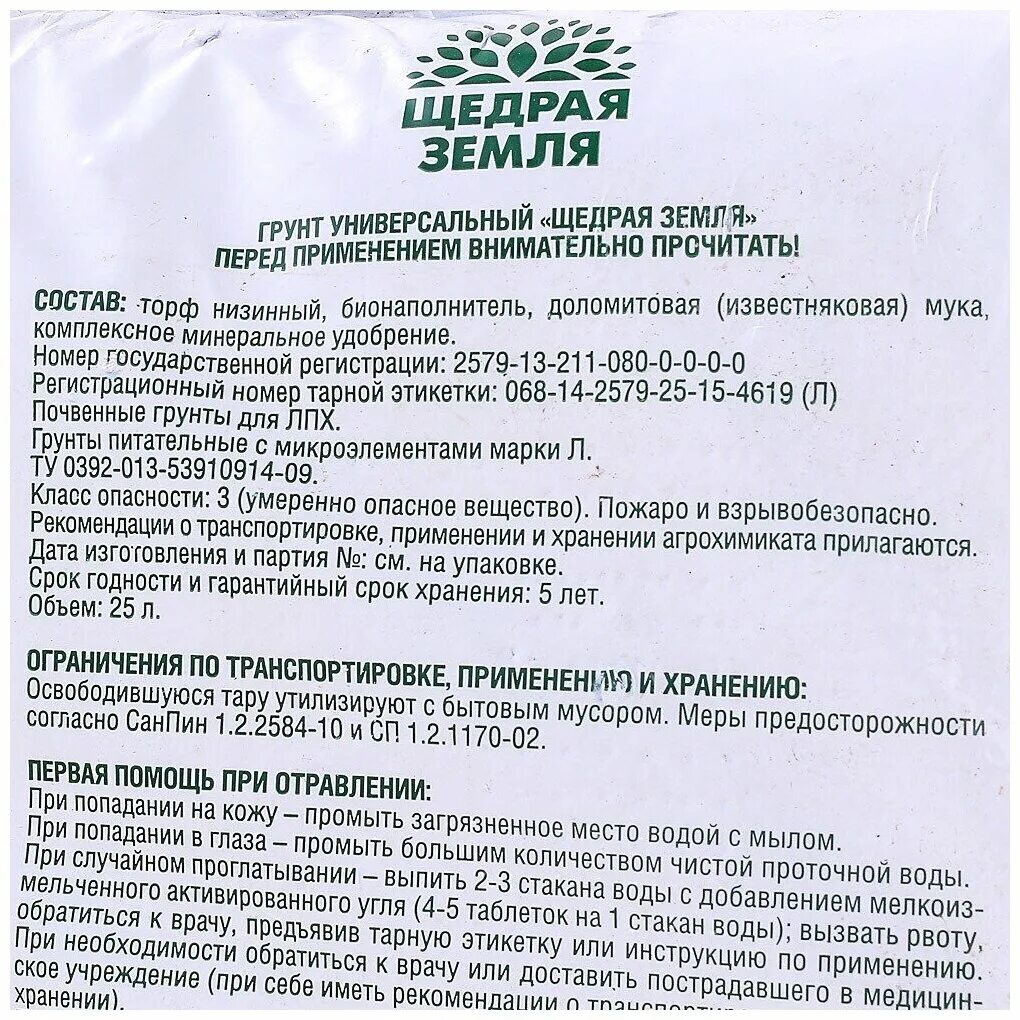 ЩЕДРАЯ
ЗЕМЛЯ
ГРУНТ УНИВЕРСАЛЬНЫЙ «ЩЕДРАЯ ЗЕМЛЯ»
ПЕРЕД ПРИМЕНЕНИЕМ ВНИМАТЕЛЬНО ПРОЧИТАТЬ!
СОСТАВ: торф низинный, бионаполнитель, доломитовая (известняковая) мука,
комплексное минеральное удобрение.
Номер государственной регистрации: 2579-13-211-080-0-0-0-0
Регистрационный номер тарной этикетки: 068-14-2579-25-15-4619 (Л)
Почвенные грунты для ЛПХ.
Грунты питательные с микроэлементами марки Л.
ТУ 0392-013-53910914-09.
Класс опасности: 3 (умеренно опасное вещество). Пожаро и взрывобезопасно.
Рекомендации о транспортировке, применении и хранении агрохимиката прилагаются.
Дата изготовления и партия №: см. на упаковке.
Срок годности и гарантийный срок хранения: 5 лет.
Объем: 25 л.
ОГРАНИЧЕНИЯ ПО ТРАНСПОРТИРОВКЕ, ПРИМЕНЕНИЮ И ХРАНЕНИЮ:
Освободившуюся тару утилизируют с бытовым мусором. Меры предосторожности
согласно СанПин 1.2.2584-10 и СП 1.2.1170-02.
ПЕРВАЯ ПОМОЩЬ ПРИ ОТРАВЛЕНИИ:
При попадании на кожу – промыть загрязненное место водой с мылом.
При попадании в глаза – промыть большим количеством чистой проточной воды.
При случайном проглатывании – выпить 2-3 стакана воды с добавлением мелкоиз-
мельченного активированного угля (4-5 таблеток на 1 стакан воды); вызвать рвоту,
обратиться к врачу, предъявив тарную этикетку или инструкцию по применению.
При необходимости обратиться к врачу или доставить пострадавшего в медицин-
ское учреждение (при себе иметь рекомендации о
хранении).